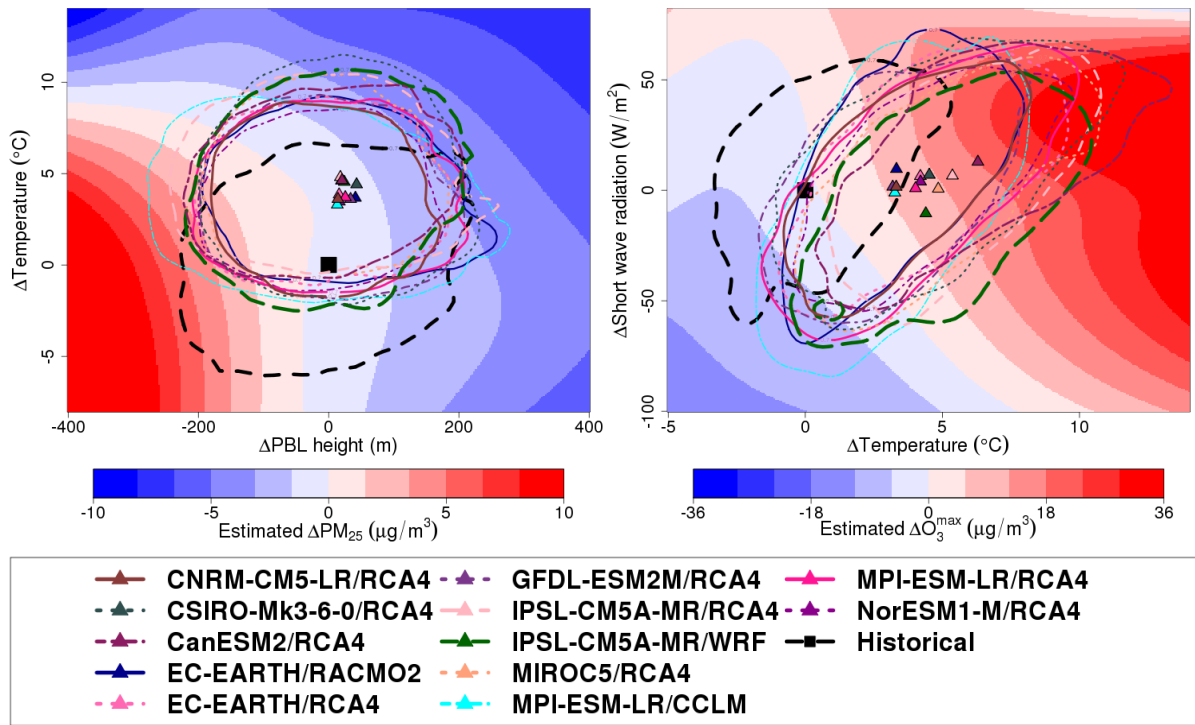 ΔTemperature (°C)
10
5
0
-5
-400
-200
0
200
400
ΔPBL height (m)
-10
-5
0
5
10
Estimated ΔPM₂₅ (μg/m³)
ΔShort wave radiation (W/m²)
50
0
-50
-100
-5
0
5
10
ΔTemperature (°C)
-36
-18
0
18
36
Estimated ΔO₃ᵐᵃˣ (μg/m³)
CNRM-CM5-LR/RCA4
CSIRO-Mk3-6-0/RCA4
CanESM2/RCA4
EC-EARTH/RACMO2
EC-EARTH/RCA4
GFDL-ESM2M/RCA4
IPSL-CM5A-MR/RCA4
IPSL-CM5A-MR/WRF
MIROC5/RCA4
MPI-ESM-LR/CCLM
MPI-ESM-LR/RCA4
NorESM1-M/RCA4
Historical